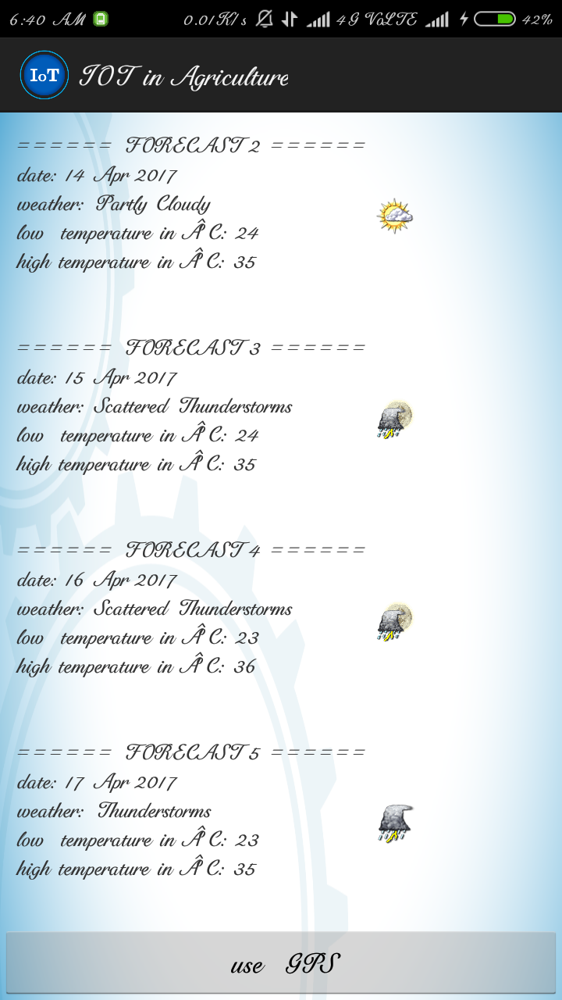 6:40 AM 0.01K/s 4G VoLTE 42%
IoT IOT in Agriculture
====== FORECAST 2 ======
date: 14 Apr 2017
weather: Partly Cloudy
low temperature in Â° C: 24
high temperature in Â° C: 35
====== FORECAST 3 ======
date: 15 Apr 2017
weather: Scattered Thunderstorms
low temperature in Â° C: 24
high temperature in Â° C: 35
====== FORECAST 4 ======
date: 16 Apr 2017
weather: Scattered Thunderstorms
low temperature in Â° C: 23
high temperature in Â° C: 36
====== FORECAST 5 ======
date: 17 Apr 2017
weather: Thunderstorms
low temperature in Â° C: 23
high temperature in Â° C: 35
use GPS